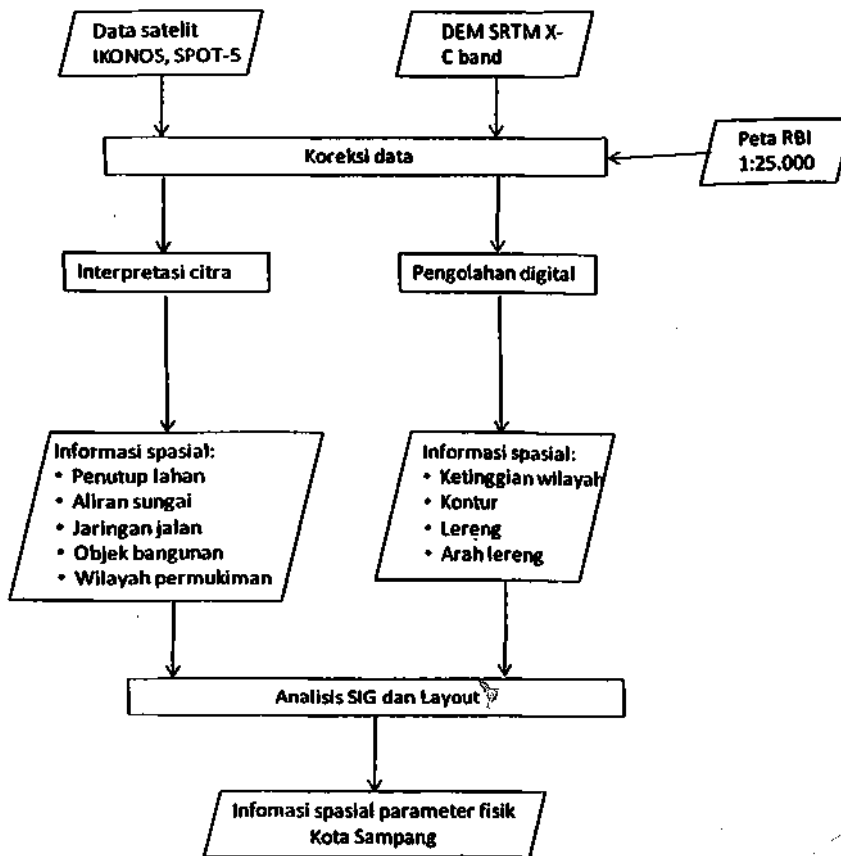 Data satelit
IKONOS, SPOT-5
DEM SRTM X-
C band
Peta RBI
1:25.000
Koreksi data
Interpretasi citra
Pengolahan digital
Informasi spasial:
• Penutup lahan
• Aliran sungai
• Jaringan jalan
• Objek bangunan
• Wilayah permukiman
Informasi spasial:
• Ketinggian wilayah
• Kontur
• Lereng
• Arah lereng
Analisis SIG dan Layout
Infomasi spasial parameter fisik
Kota Sampang